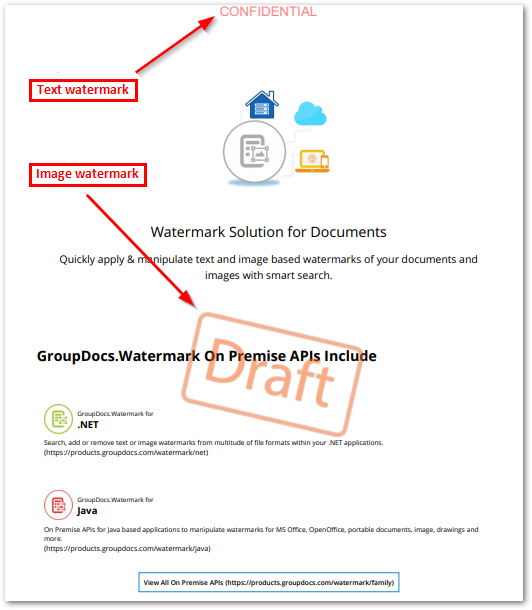 CONFIDENTIAL
Text watermark
Image watermark
Watermark Solution for Documents
Quickly apply & manipulate text and image based watermarks of your documents and
images with smart search.
Draft
GroupDocs.Watermark On Premise APIs Include
GroupDocs.Watermark for
.NET
Search, add or remove text or image watermarks from multitude of file formats within your .NET applications.
(https://products.groupdocs.com/watermark/net)
GroupDocs.Watermark for
Java
On Premise APIs for Java based applications to manipulate watermarks for MS Office, OpenOffice, portable documents, image, drawings and
more.
(https://products.groupdocs.com/watermark/java)
View All On Premise APIs (https://products.groupdocs.com/watermark/family)